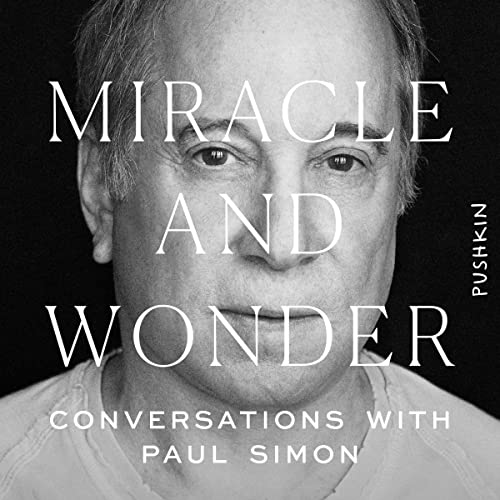 MIRACLE
AND
WONDER
CONVERSATIONS WITH
PAUL SIMON
PUSHKIN